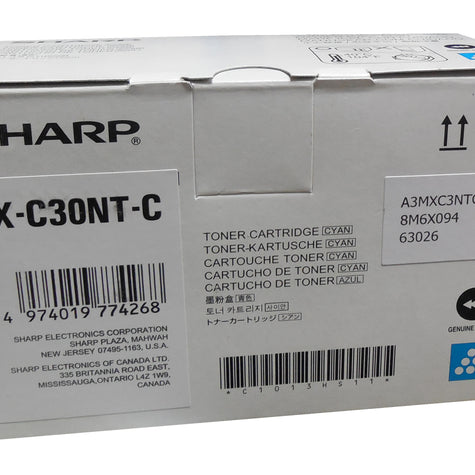 SHARP
HARP®
X-C30NT-C
4 974019 774268
SHARP ELECTRONICS CORPORATION
SHARP PLAZA, MAHWAH
NEW JERSEY 07495-1163, U.S.A.
SHARP ELECTRONICS OF CANADA LTD.
335 BRITANNIA ROAD EAST,
MISSISSAUGA,ONTARIO L4Z 1W9,
CANADA
TONER CARTRIDGE CYAN
TONER-KARTUSCHE CYAN
CARTOUCHE TONER CYAN
CARTUCHO DE TONER CYAN
CARTUCHO DE TONER AZUL
墨粉盒 青色
토너 카트리지 사이안
トナーカートリッジ シアン
*C1013HS11*
A3MXC3NTC
8M6X094
63026
GENUINE